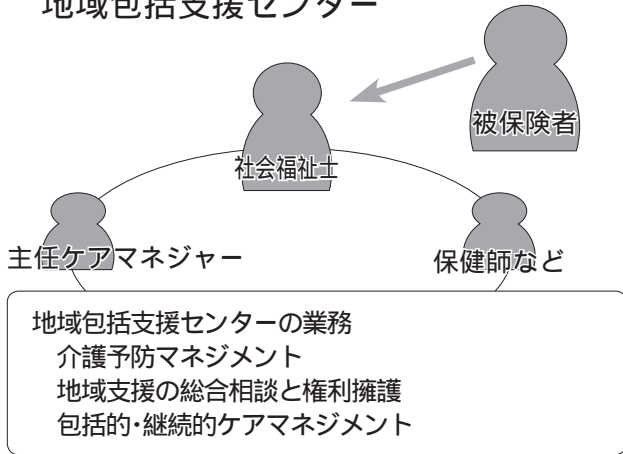 地域包括支援センター
被保険者
社会福祉士
主任ケアマネジャー
保健師など
地域包括支援センターの業務
介護予防マネジメント
地域支援の総合相談と権利擁護
包括的・継続的ケアマネジメント